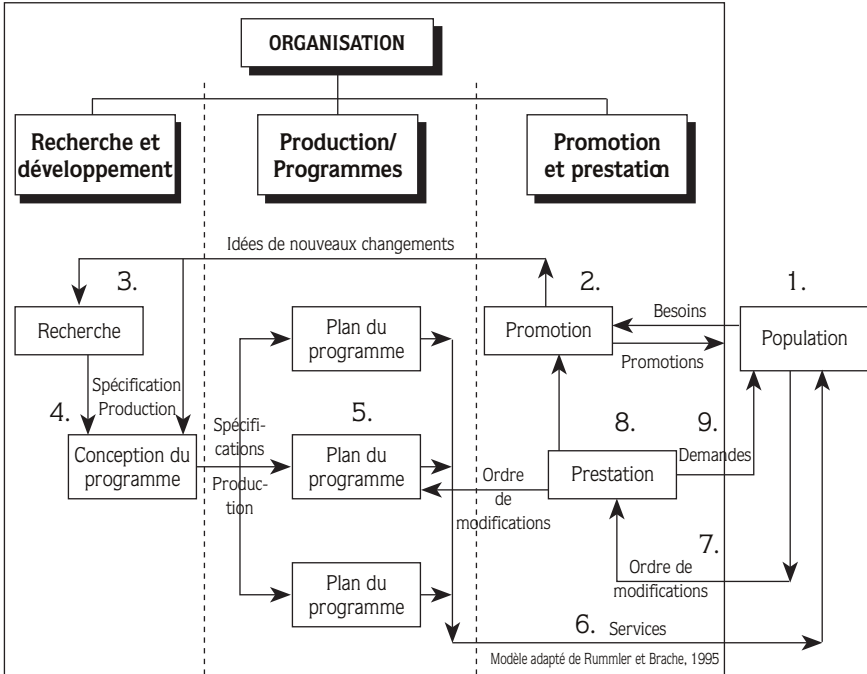 ORGANISATION
Recherche et
développement
Production/
Programmes
Promotion
et prestation
Idées de nouveaux changements
3.
2.
1.
Recherche
Plan du
programme
Promotion
Besoins
Promotions
Population
Spécification
Production
4.
Conception du
programme
Spécifi-
cations
Produc-
tion
5.
Plan du
programme
Ordre
de
modifications
8.
Prestation
9.
Demandes
7.
Ordre de
modifications
Plan du
programme
6. Services
Modèle adapté de Rummler et Brache, 1995